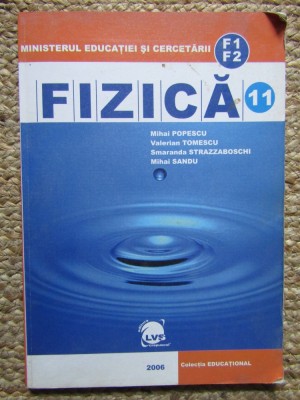 MINISTERUL EDUCAȚIEI ȘI CERCETĂRII
F1
F2
FIZICĂ 11
Mihai POPESCU
Valerian TOMESCU
Smaranda STRAZZABOSCHI
Mihai SANDU
LVS
2006
Colecția EDUCAȚIONAL